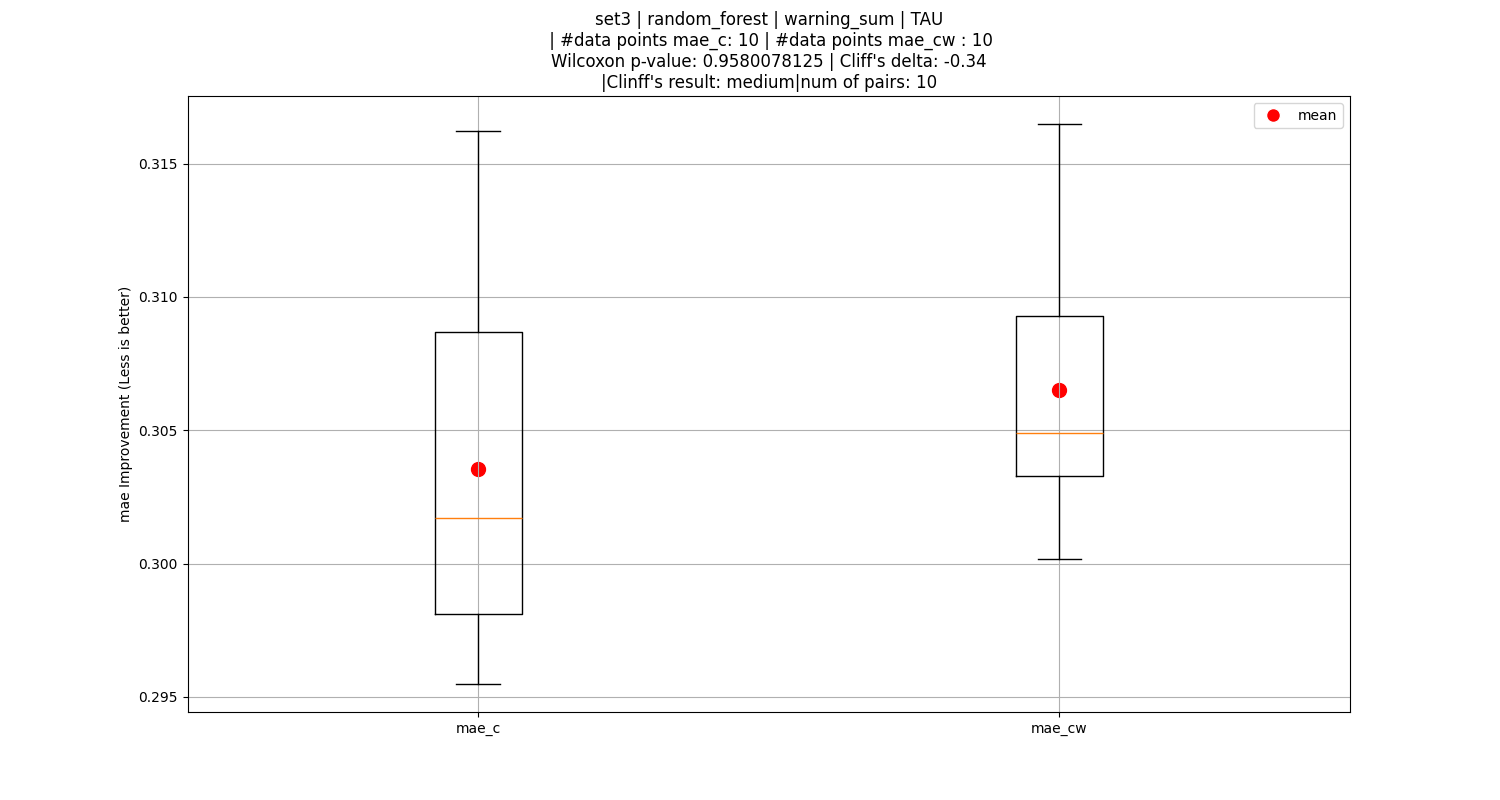 set3 | random_forest | warning_sum | TAU
| #data points mae_c: 10 | #data points mae_cw : 10
Wilcoxon p-value: 0.9580078125 | Cliff's delta: -0.34
|Clinff's result: medium|num of pairs: 10
mean
0.315
0.310
0.305
0.300
0.295
mae Improvement (Less is better)
mae_c
mae_cw